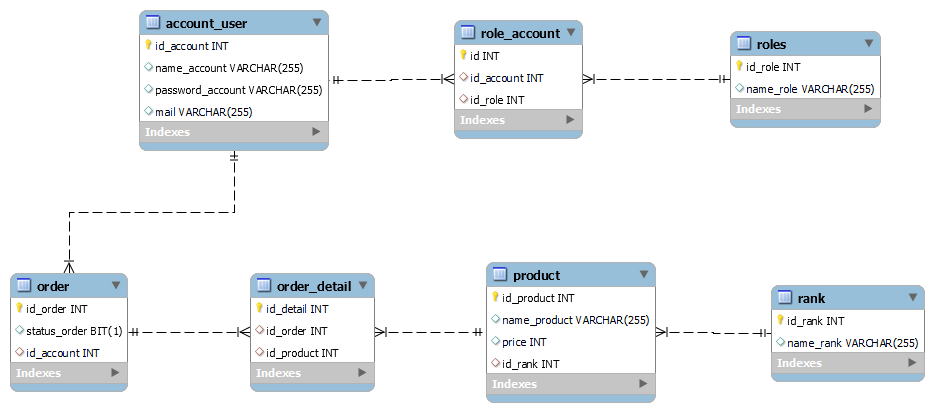 account_user
id_account INT
name_account VARCHAR(255)
password_account VARCHAR(255)
mail VARCHAR(255)
Indexes
role_account
id INT
id_account INT
id_role INT
Indexes
roles
id_role INT
name_role VARCHAR(255)
Indexes
order
id_order INT
status_order BIT(1)
id_account INT
Indexes
order_detail
id_detail INT
id_order INT
id_product INT
Indexes
product
id_product INT
name_product VARCHAR(255)
price INT
id_rank INT
Indexes
rank
id_rank INT
name_rank VARCHAR(255)
Indexes